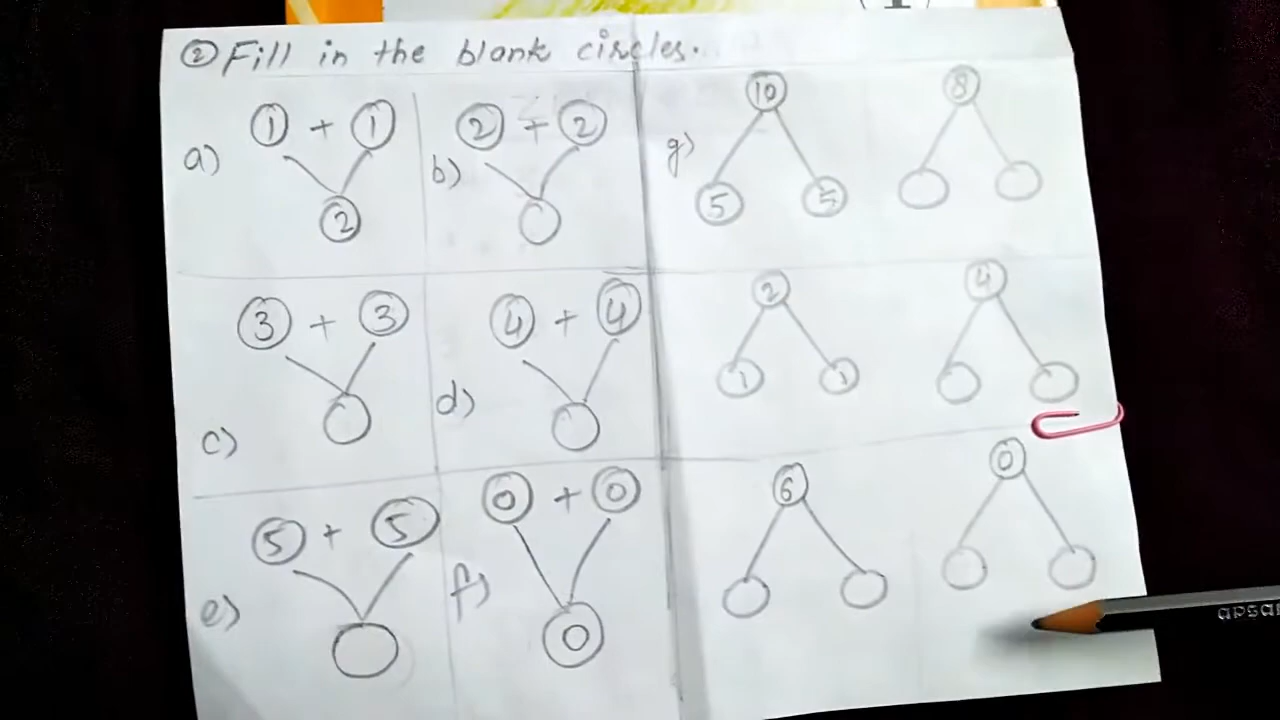 ② Fill in the blank circles.
a) 1 + 1
2
b) 2 + 2
c) 3 + 3
d) 4 + 4
e) 5 + 5
f) 0 + 0
0
g) 10
5 5
8
2
1 1
4
6
0
apsa